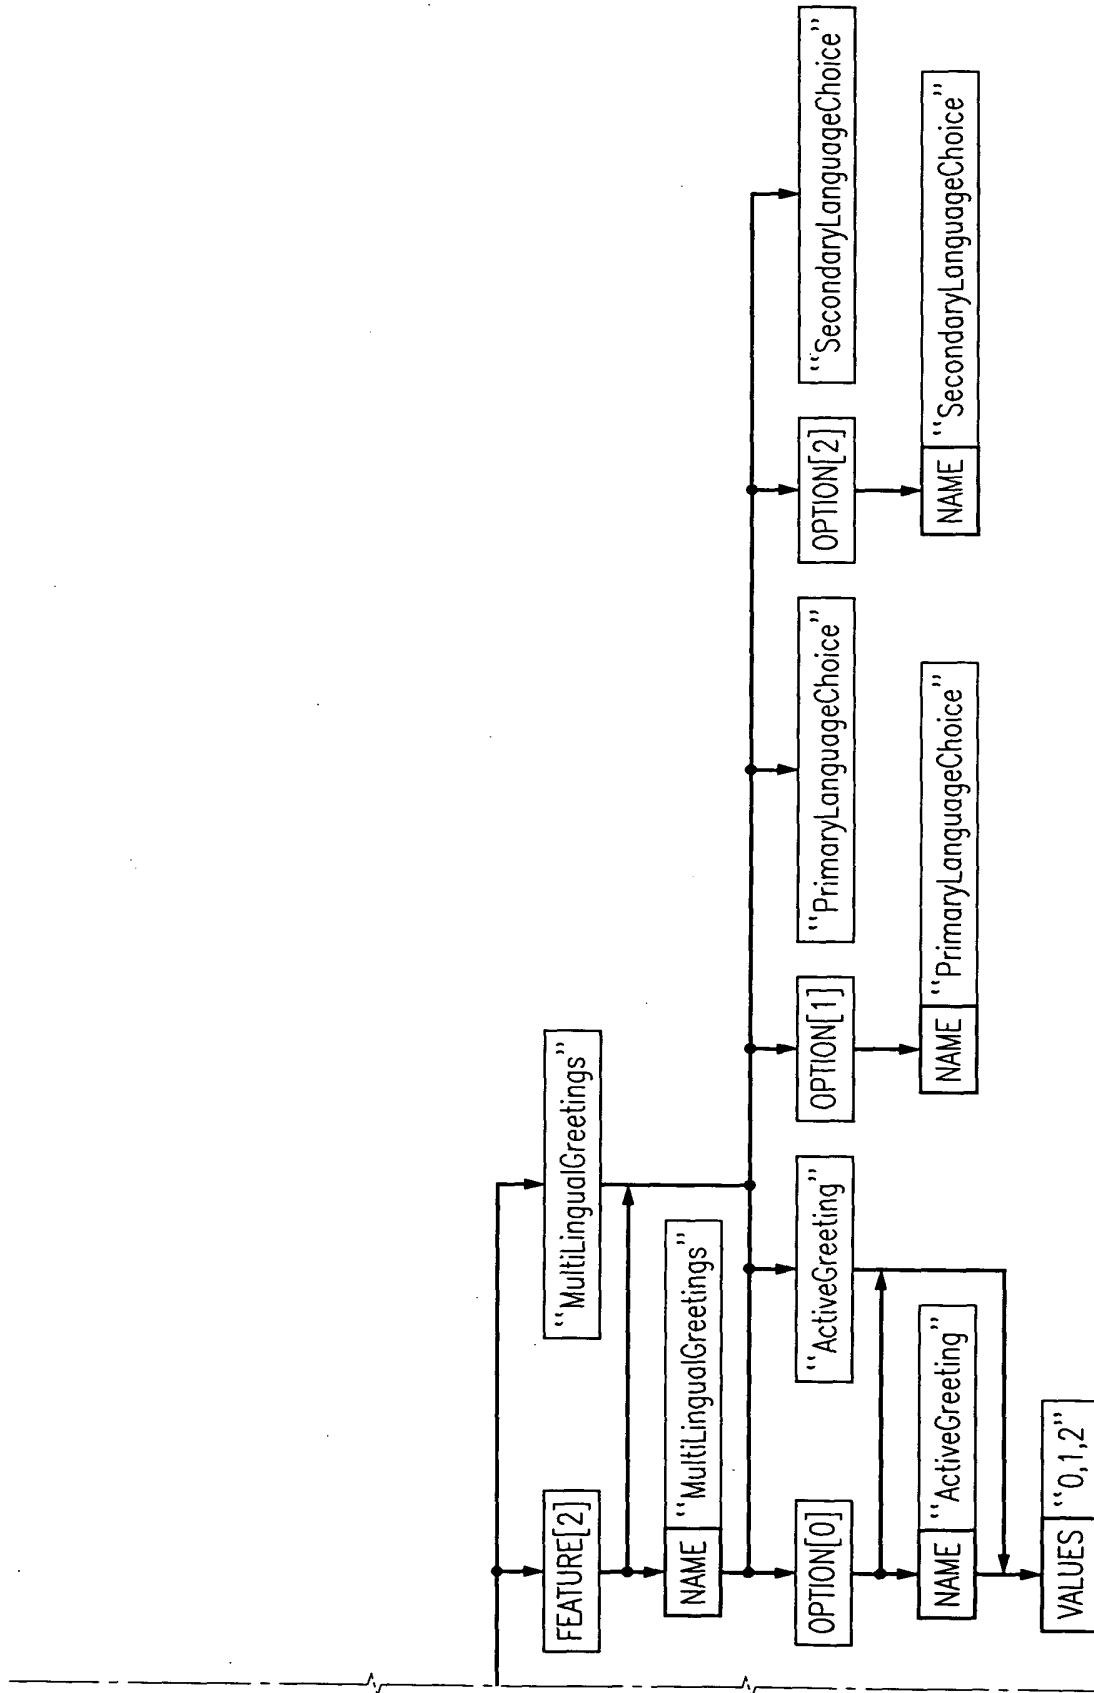 FEATURE[2]
"MultiLingualGreetings"
NAME "MultiLingualGreetings"
OPTION[0]
"ActiveGreeting"
OPTION[1]
"PrimaryLanguageChoice"
OPTION[2]
"SecondaryLanguageChoice"
NAME "ActiveGreeting"
NAME "PrimaryLanguageChoice"
NAME "SecondaryLanguageChoice"
VALUES "0,1,2"